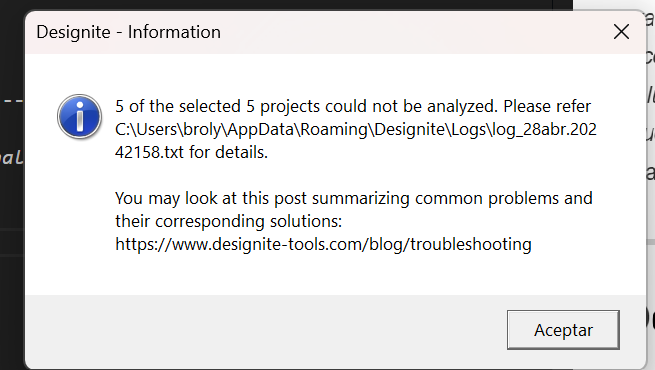 Designite - Information
5 of the selected 5 projects could not be analyzed. Please refer
C:\Users\broly\AppData\Roaming\Designite\Logs\log_28abr.202
42158.txt for details.
You may look at this post summarizing common problems and
their corresponding solutions:
https://www.designite-tools.com/blog/troubleshooting
Aceptar